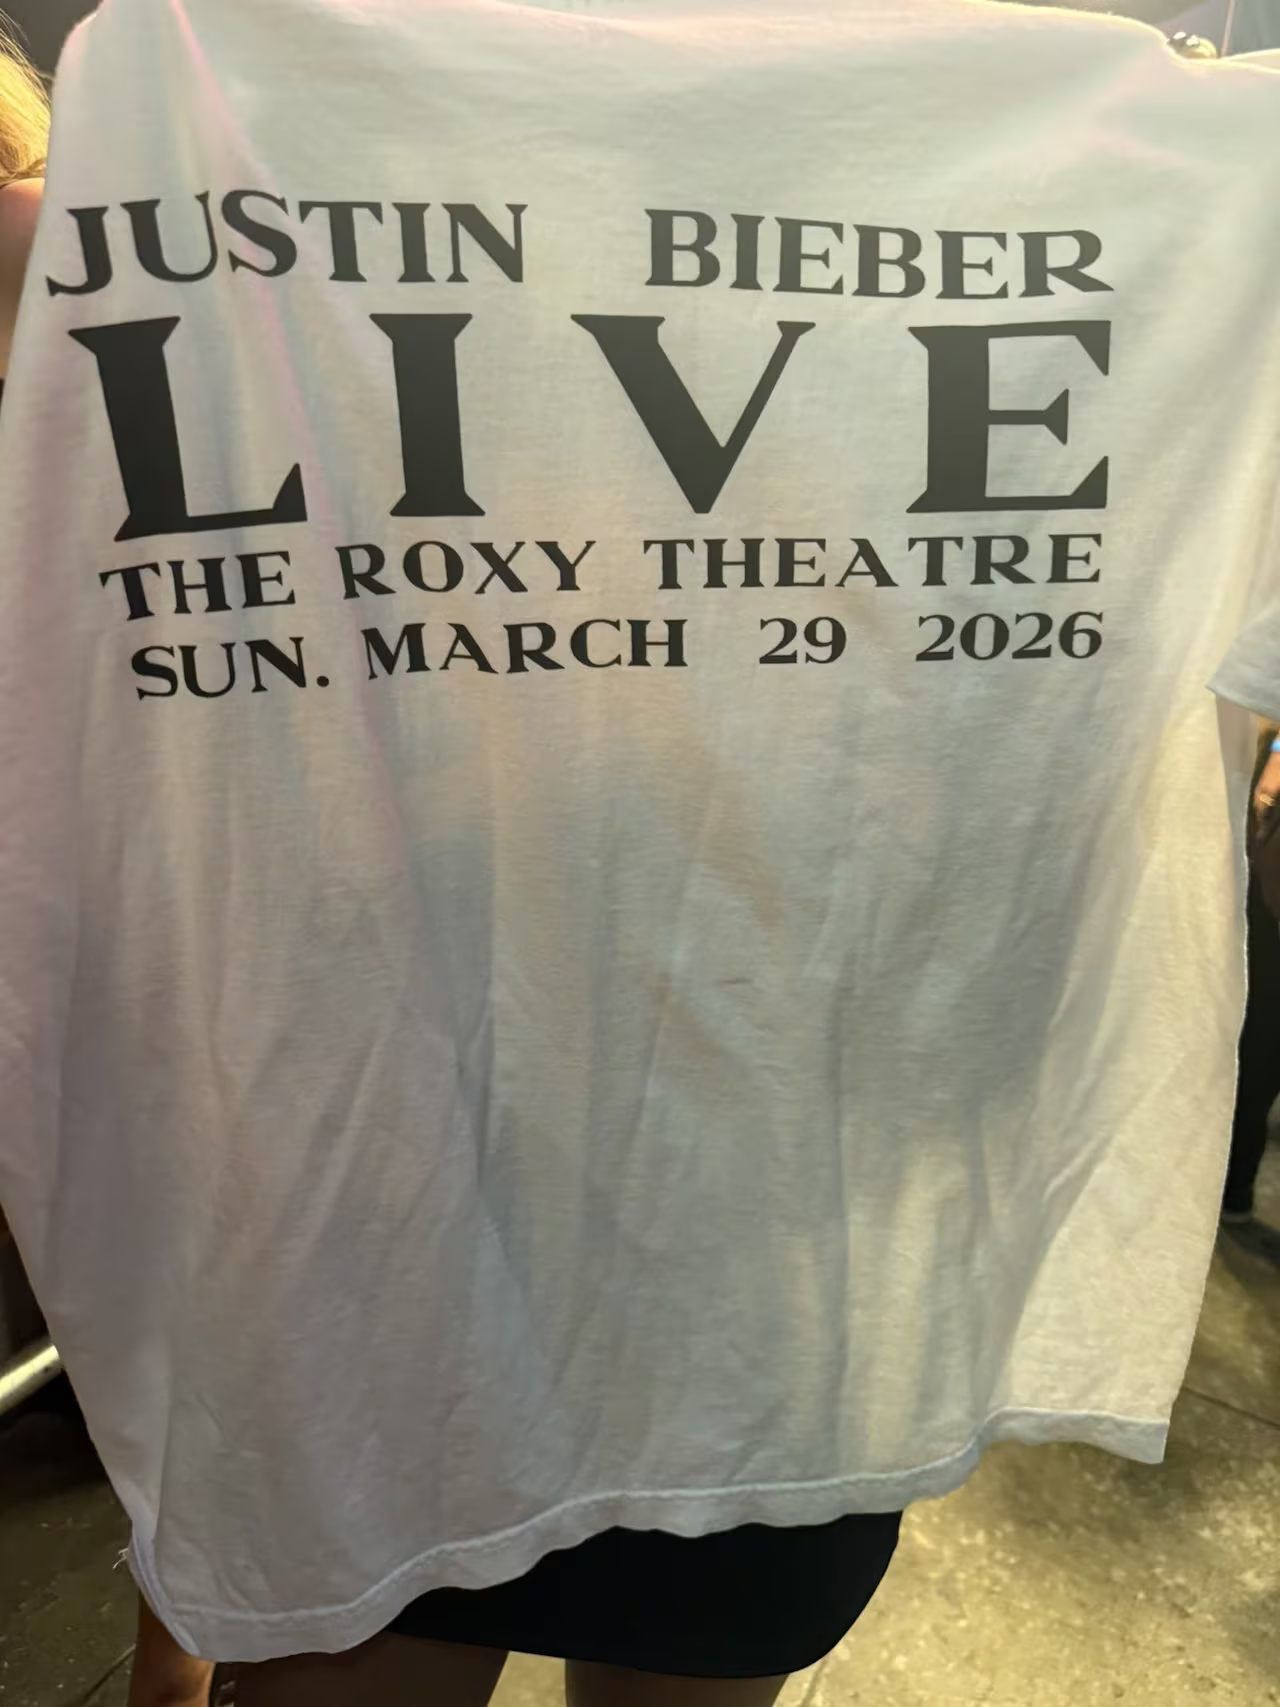 JUSTIN BIEBER
LIVE
THE ROXY THEATRE
SUN. MARCH 29 2026